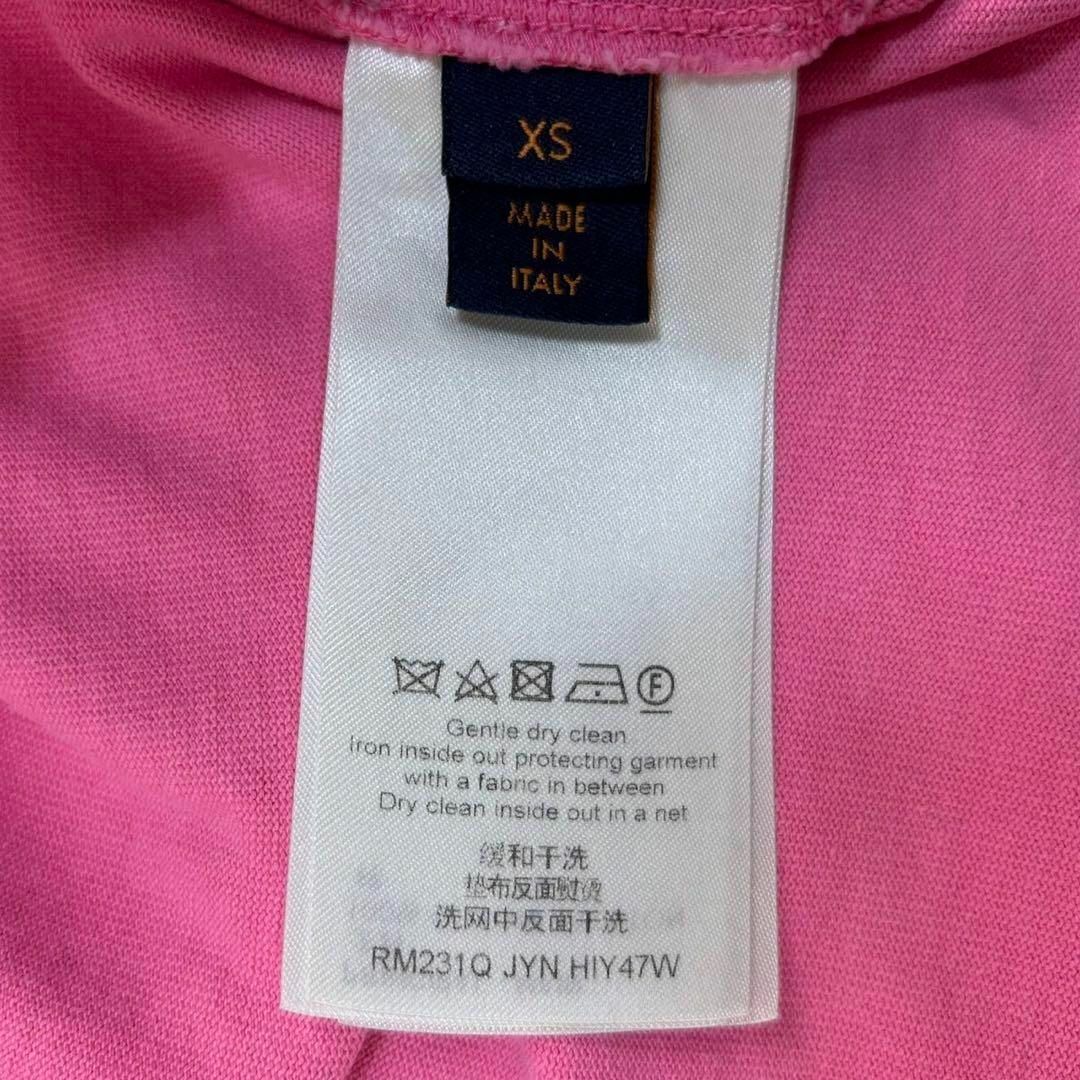 XS
MADE
IN
ITALY
F
Gentle dry clean
Iron inside out protecting garment
with a fabric in between
Dry clean inside out in a net
缓和干洗
垫布反面熨烫
洗网中反面干洗
RM231Q JYN HIY47W